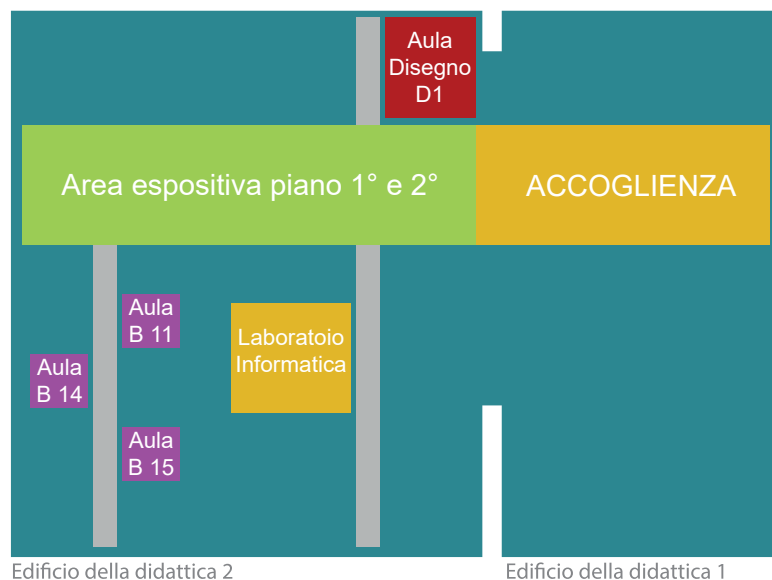 Aula
Disegno
D1
Area espositiva piano 1° e 2°
ACCOGLIENZA
Aula
B 11
Laboratoio
Informatica
Aula
B 14
Aula
B 15
Edificio della didattica 2
Edificio della didattica 1